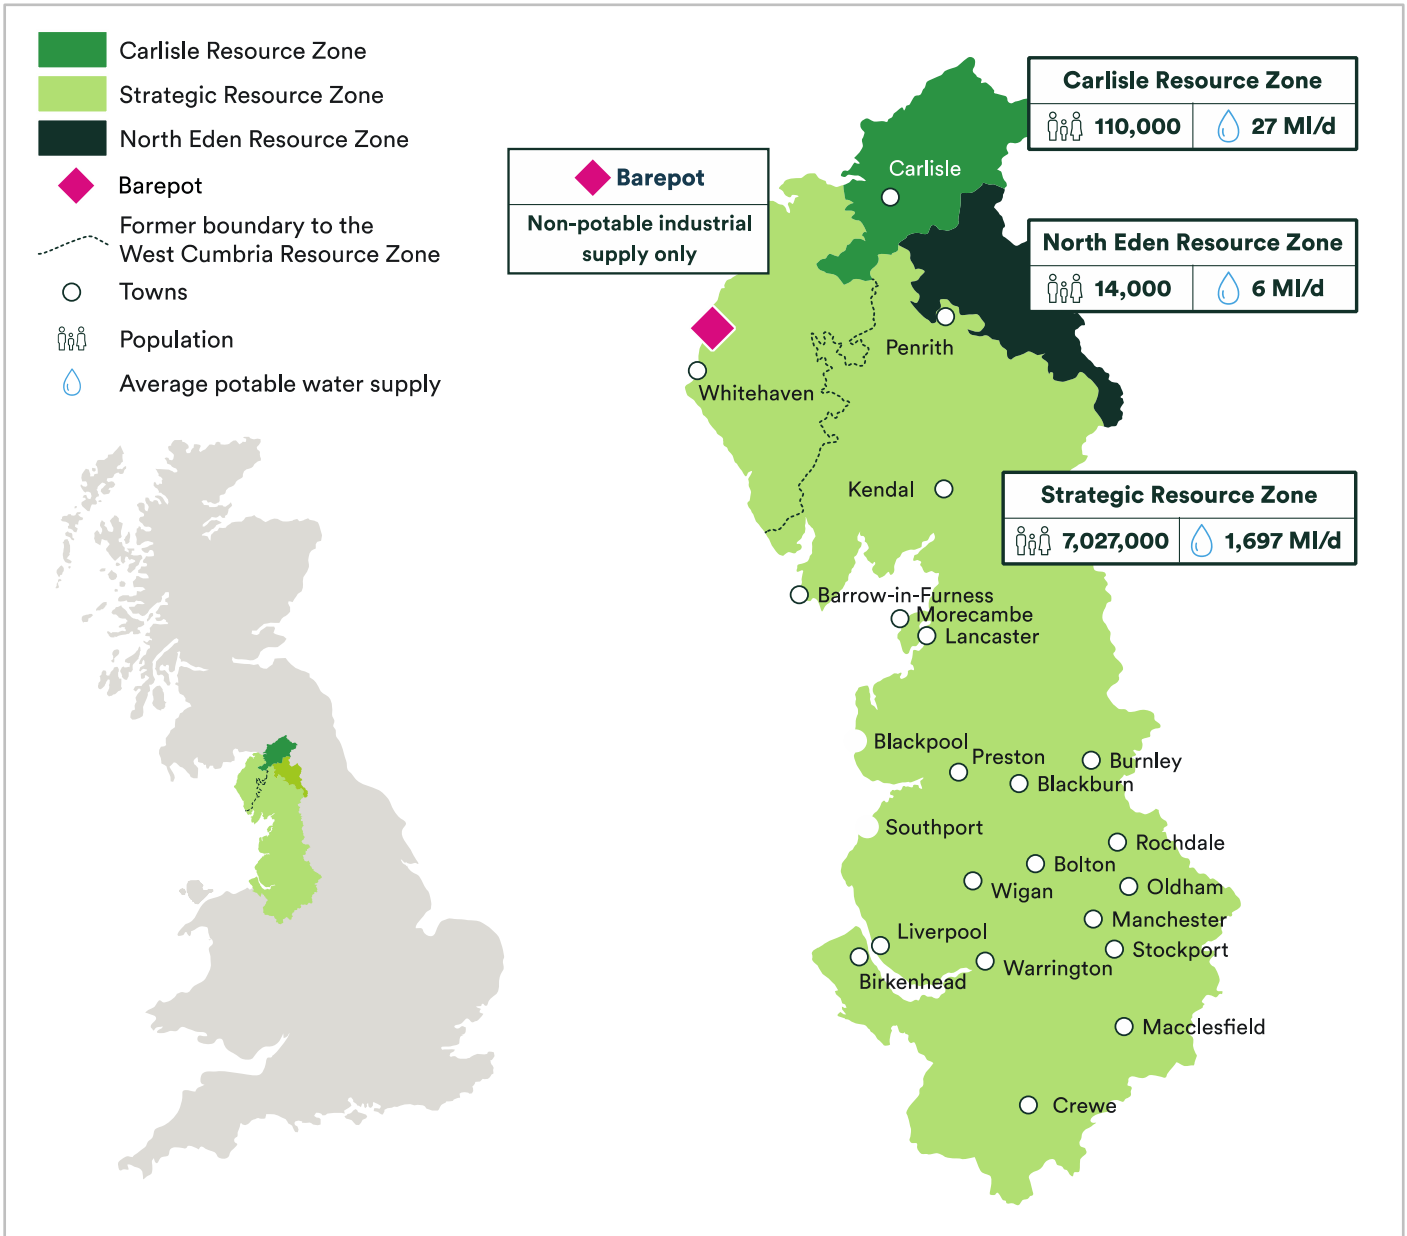 Carlisle Resource Zone
Strategic Resource Zone
North Eden Resource Zone
Barepot
Former boundary to the
West Cumbria Resource Zone
Towns
Population
Average potable water supply
Barepot
Non-potable industrial
supply only
Carlisle Resource Zone
110,000 27 Ml/d
North Eden Resource Zone
14,000 6 Ml/d
Strategic Resource Zone
7,027,000 1,697 Ml/d
Carlisle
Penrith
Whitehaven
Kendal
Barrow-in-Furness
Morecambe
Lancaster
Blackpool
Preston
Burnley
Blackburn
Southport
Rochdale
Bolton
Wigan
Oldham
Manchester
Liverpool
Stockport
Warrington
Birkenhead
Macclesfield
Crewe